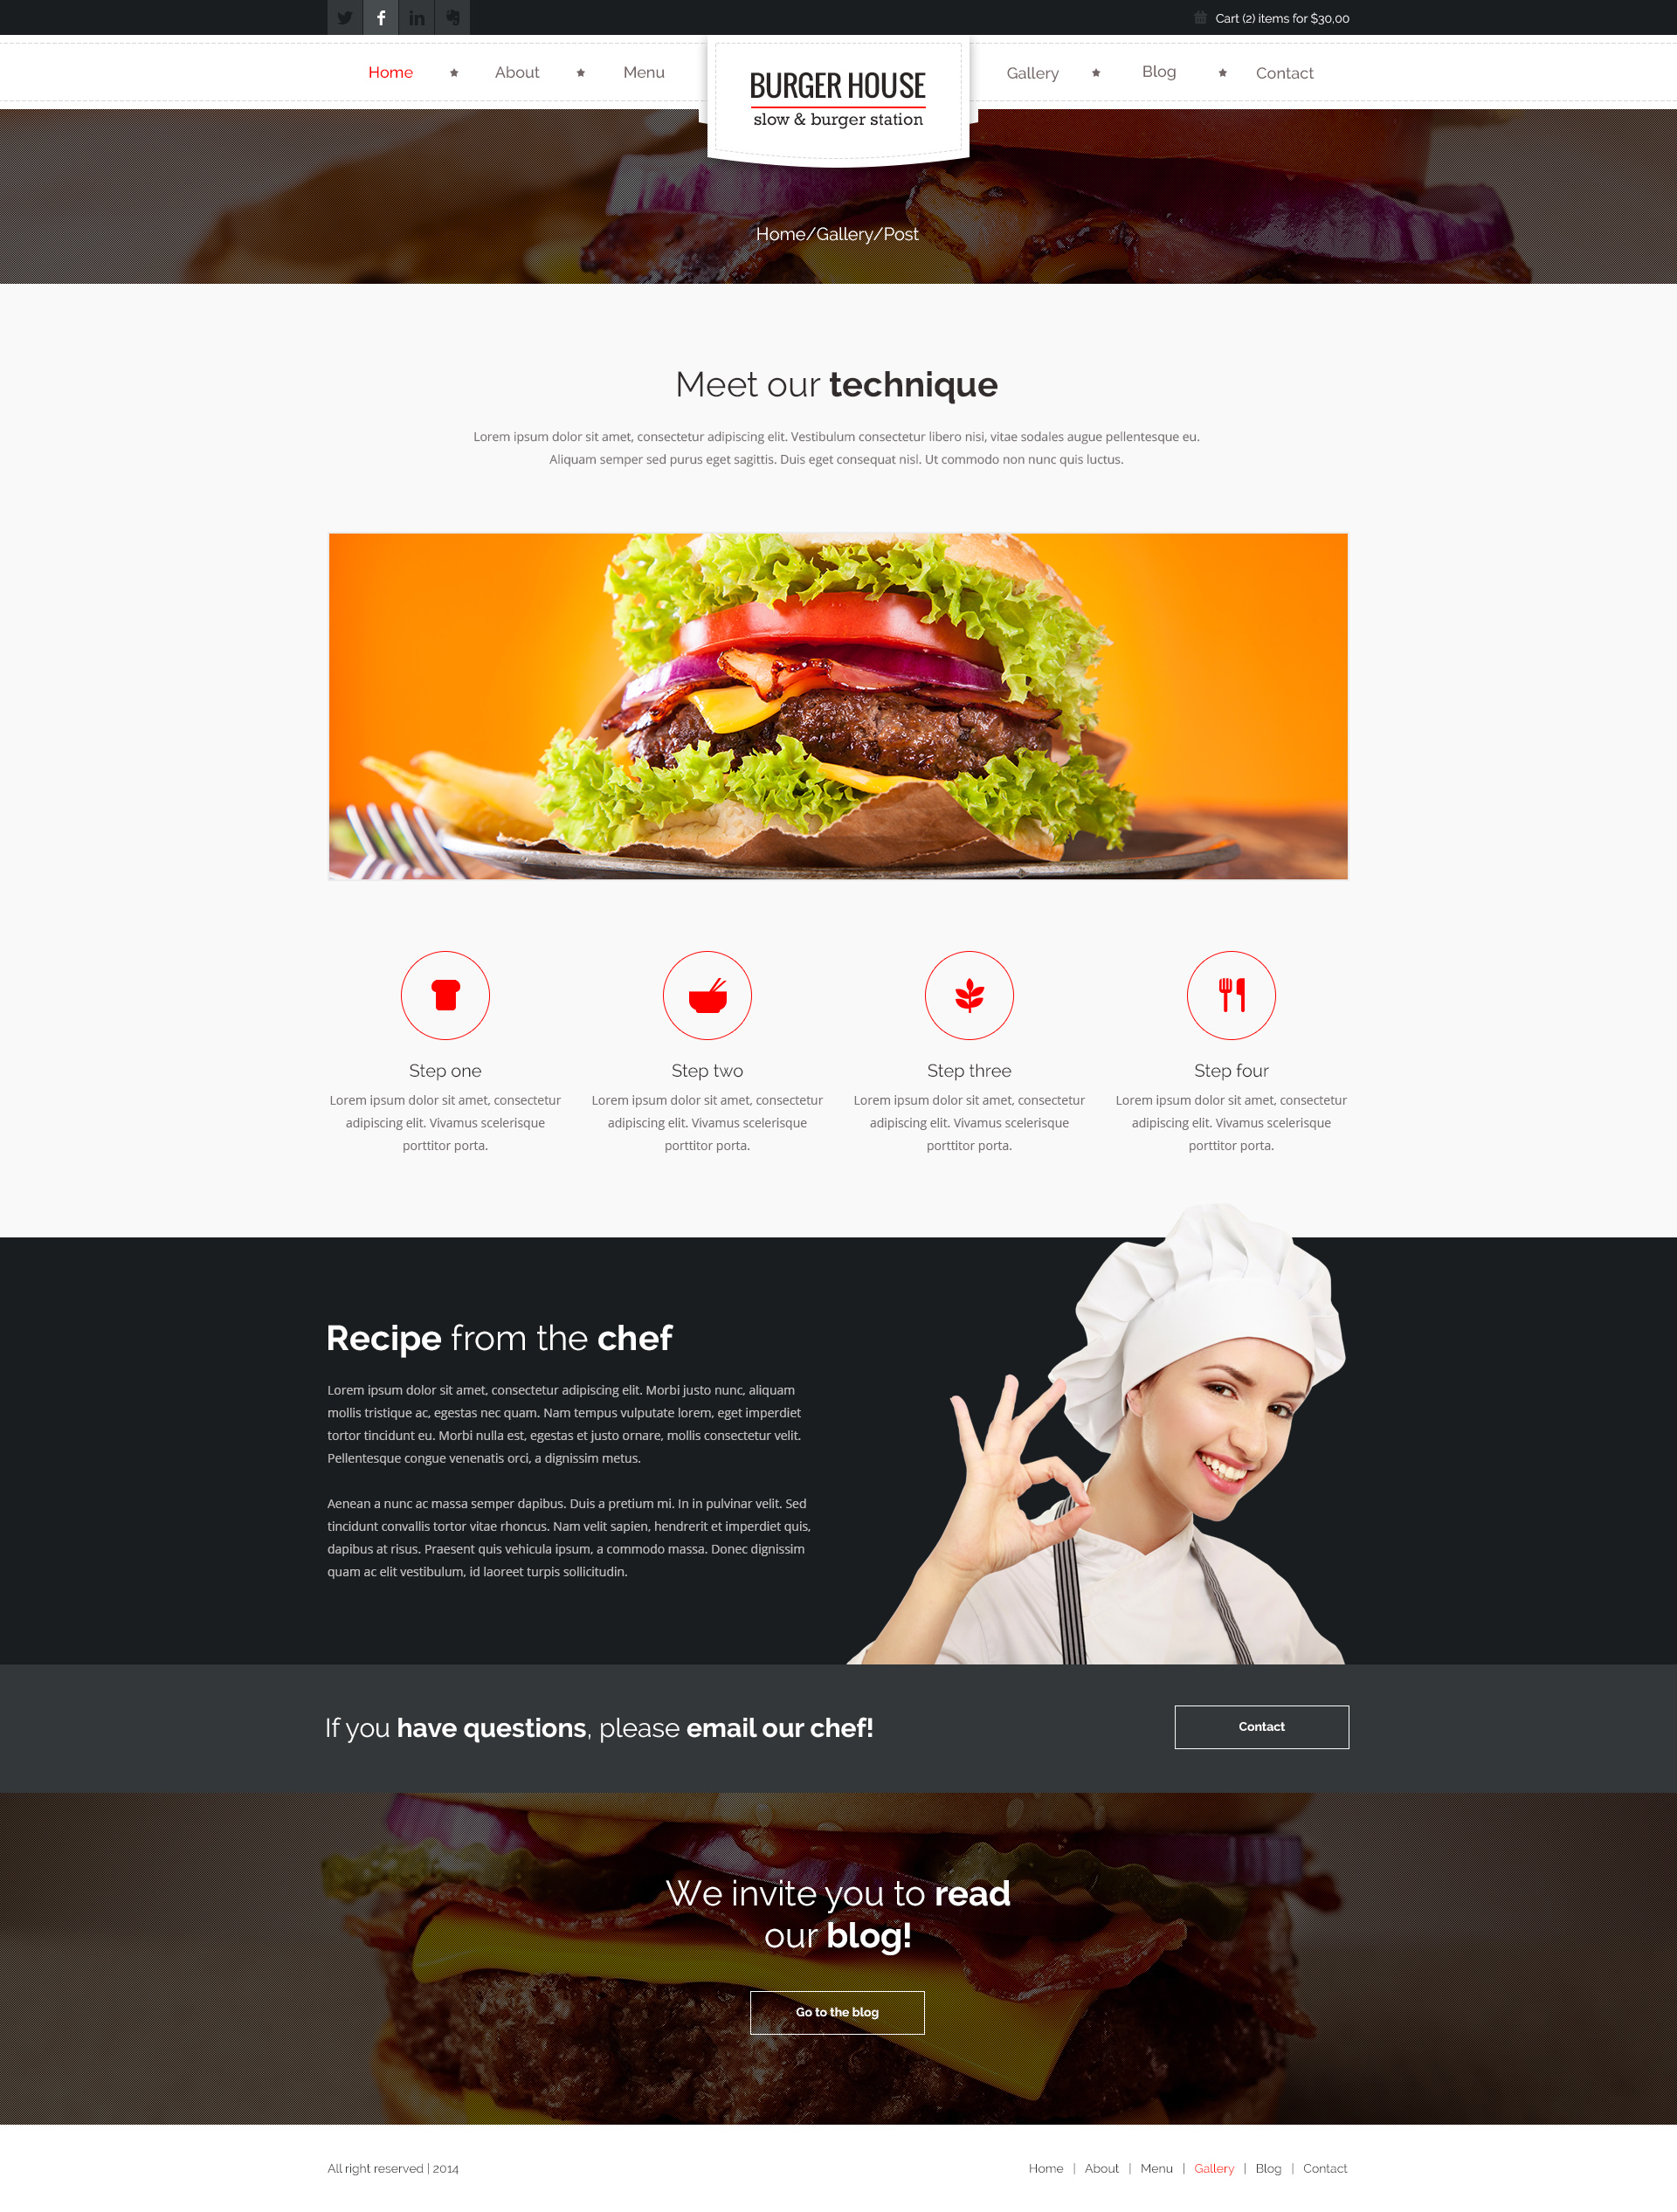 Cart (2) items for $30,00
Home
About
Menu
BURGER HOUSE
slow & burger station
Gallery
Blog
Contact
Home/Gallery/Post
Meet our technique
Lorem ipsum dolor sit amet, consectetur adipiscing elit. Vestibulum consectetur libero nisi, vitae sodales augue pellentesque eu.
Aliquam semper sed purus eget sagittis. Duis eget consequat nisl. Ut commodo non nunc quis luctus.
Step one
Lorem ipsum dolor sit amet, consectetur
adipiscing elit. Vivamus scelerisque
porttitor porta.
Step two
Lorem ipsum dolor sit amet, consectetur
adipiscing elit. Vivamus scelerisque
porttitor porta.
Step three
Lorem ipsum dolor sit amet, consectetur
adipiscing elit. Vivamus scelerisque
porttitor porta.
Step four
Lorem ipsum dolor sit amet, consectetur
adipiscing elit. Vivamus scelerisque
porttitor porta.
Recipe from the chef
Lorem ipsum dolor sit amet, consectetur adipiscing elit. Morbi justo nunc, aliquam
mollis tristique ac, egestas nec quam. Nam tempus vulputate lorem, eget imperdiet
tortor tincidunt eu. Morbi nulla est, egestas et justo ornare, mollis consectetur velit.
Pellentesque congue venenatis orci, a dignissim metus.
Aenean a nunc ac massa semper dapibus. Duis a pretium mi. In in pulvinar velit. Sed
tincidunt convallis tortor vitae rhoncus. Nam velit sapien, hendrerit et imperdiet quis,
dapibus at risus. Praesent quis vehicula ipsum, a commodo massa. Donec dignissim
quam ac elit vestibulum, id laoreet turpis sollicitudin.
If you have questions, please email our chef!
Contact
We invite you to read
our blog!
Go to the blog
All right reserved | 2014
Home | About | Menu | Gallery | Blog | Contact